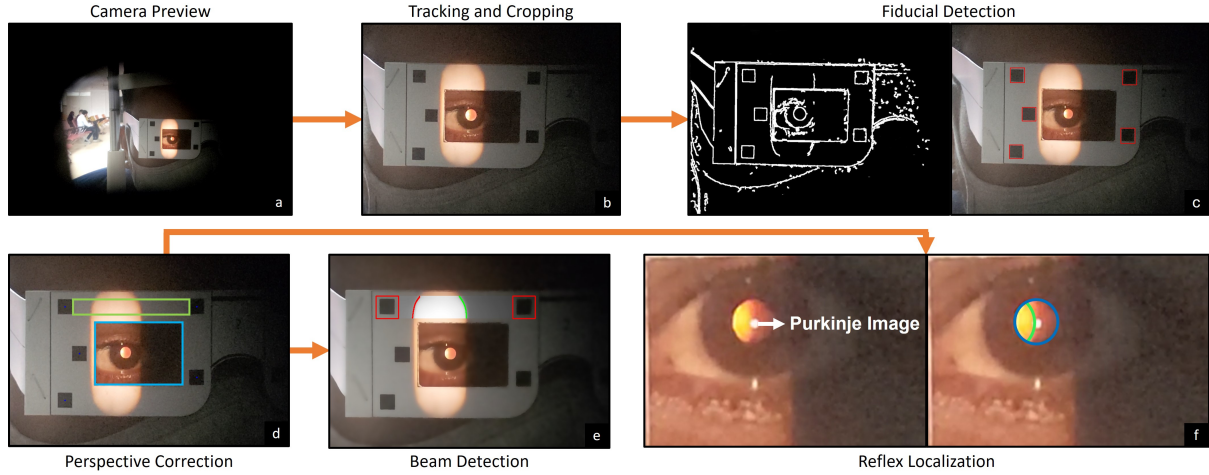 Camera Preview
Tracking and Cropping
Fiducial Detection
a
b
c
Purkinje Image
d
e
f
Perspective Correction
Beam Detection
Reflex Localization